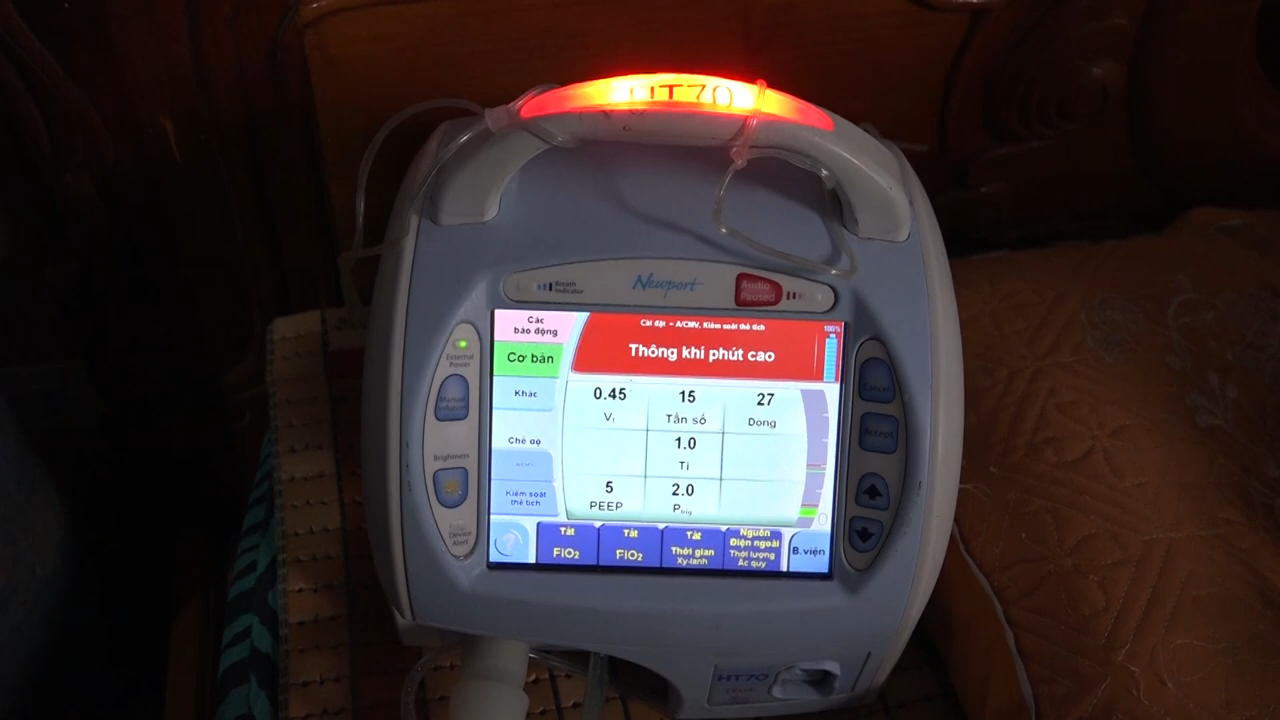 HT70
Breath
Indicator
Newport
Audio
Paused
Các
báo động
Cài đặt – A/CMV, Kiểm soát thể tích
100%
Thông khí phút cao
Cơ bản
Khác
Chế độ
Kiểm soát
thể tích
0.45
Vt
15
Tần số
27
Dòng
1.0
Ti
5
PEEP
2.0
Ptrig
0
Tắt
FiO2
Tắt
FiO2
Tắt
Thời gian
Xy-lanh
Nguồn
Điện ngoài
Thời lượng
Ắc quy
B.viện
External
Power
Manual
Inflation
Brightness
Device
Alert
Cancel
Accept
HT70